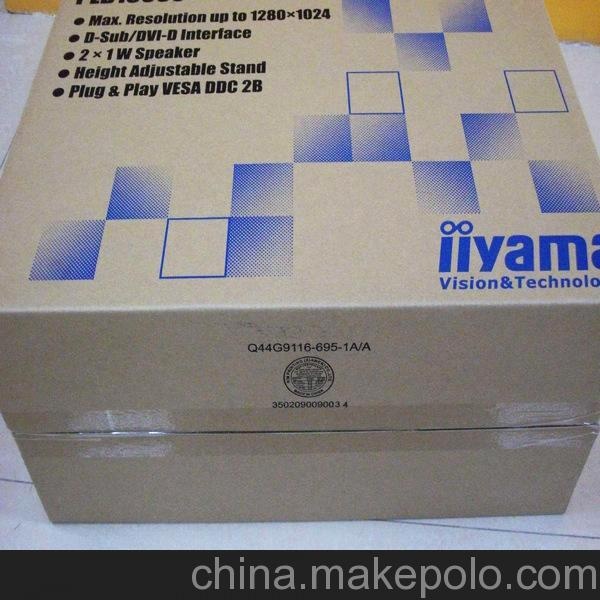 ● Max. Resolution up to 1280×1024
● D-Sub/DVI-D Interface
● 2 × 1 W Speaker
● Height Adjustable Stand
● Plug & Play VESA DDC 2B
iiyama
Vision&Technolo
Q44G9116-695-1A/A
350209009003 4
china.makepolo.com